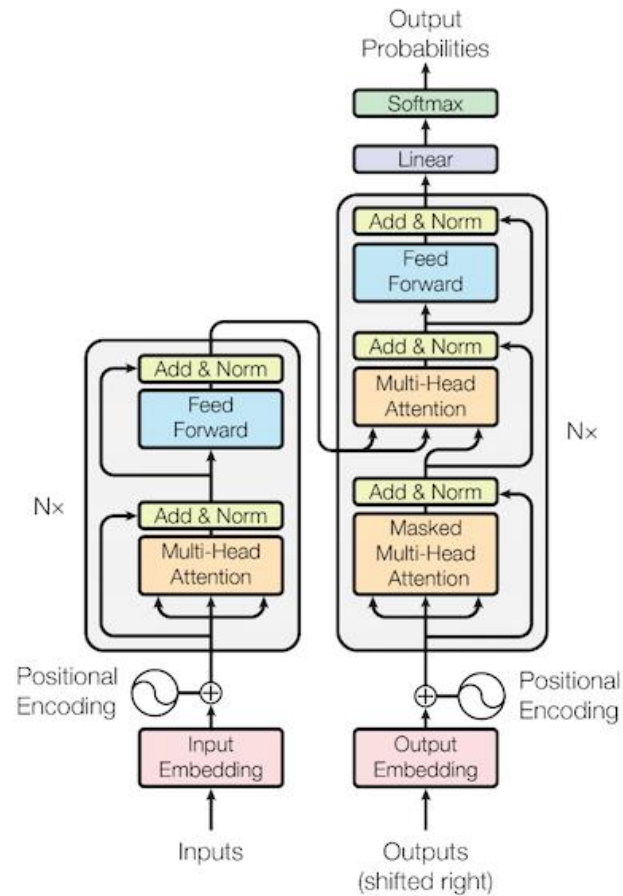 Output
Probabilities
Softmax
Linear
Add & Norm
Feed
Forward
Add & Norm
Multi-Head
Attention
Add & Norm
Masked
Multi-Head
Attention
N×
Add & Norm
Feed
Forward
Add & Norm
Multi-Head
Attention
N×
Positional
Encoding
Positional
Encoding
Input
Embedding
Output
Embedding
Inputs
Outputs
(shifted right)